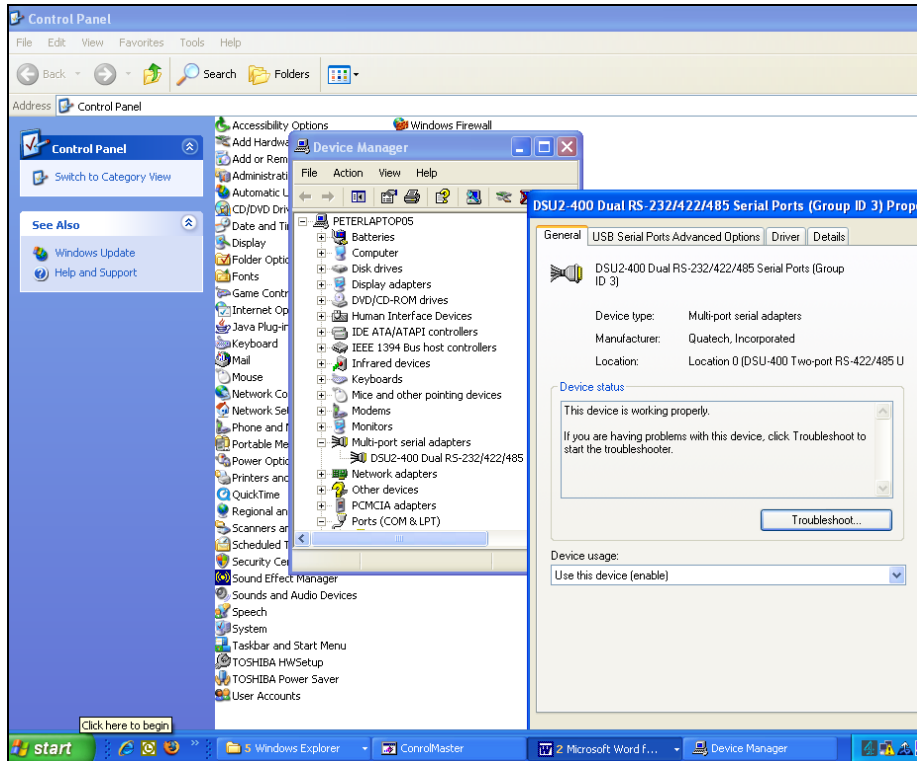 Control Panel
File Edit View Favorites Tools Help
Back Search Folders
Address Control Panel
Control Panel
Switch to Category View
See Also
Windows Update
Help and Support
Accessibility Options
Add Hardwa
Add or Rem
Administrati
Automatic U
CD/DVD Driv
Date and Ti
Display
Folder Optio
Fonts
Game Contr
Internet Op
Java Plug-in
Keyboard
Mail
Mouse
Network Co
Network Set
Phone and
Portable Me
Power Optio
Printers and
QuickTime
Regional an
Scanners an
Scheduled T
Security Cen
Sound Effect Manager
Sounds and Audio Devices
Speech
System
Taskbar and Start Menu
TOSHIBA HWSetup
TOSHIBA Power Saver
User Accounts
Windows Firewall
Device Manager
File Action View Help
PETERLAPTOP05
Batteries
Computer
Disk drives
Display adapters
DVD/CD-ROM drives
Human Interface Devices
IDE ATA/ATAPI controllers
IEEE 1394 Bus host controllers
Infrared devices
Keyboards
Mice and other pointing devices
Modems
Monitors
Multi-port serial adapters
DSU2-400 Dual RS-232/422/485
Network adapters
Other devices
PCMCIA adapters
Ports (COM & LPT)
DSU2-400 Dual RS-232/422/485 Serial Ports (Group ID 3) Prope
General USB Serial Ports Advanced Options Driver Details
DSU2-400 Dual RS-232/422/485 Serial Ports (Group
ID 3)
Device type: Multi-port serial adapters
Manufacturer: Quatech, Incorporated
Location: Location 0 (DSU-400 Two-port RS-422/485 U
Device status
This device is working properly.
If you are having problems with this device, click Troubleshoot to
start the troubleshooter.
Troubleshoot...
Device usage:
Use this device (enable)
Click here to begin
start 5 Windows Explorer ConrolMaster 2 Microsoft Word f... Device Manager